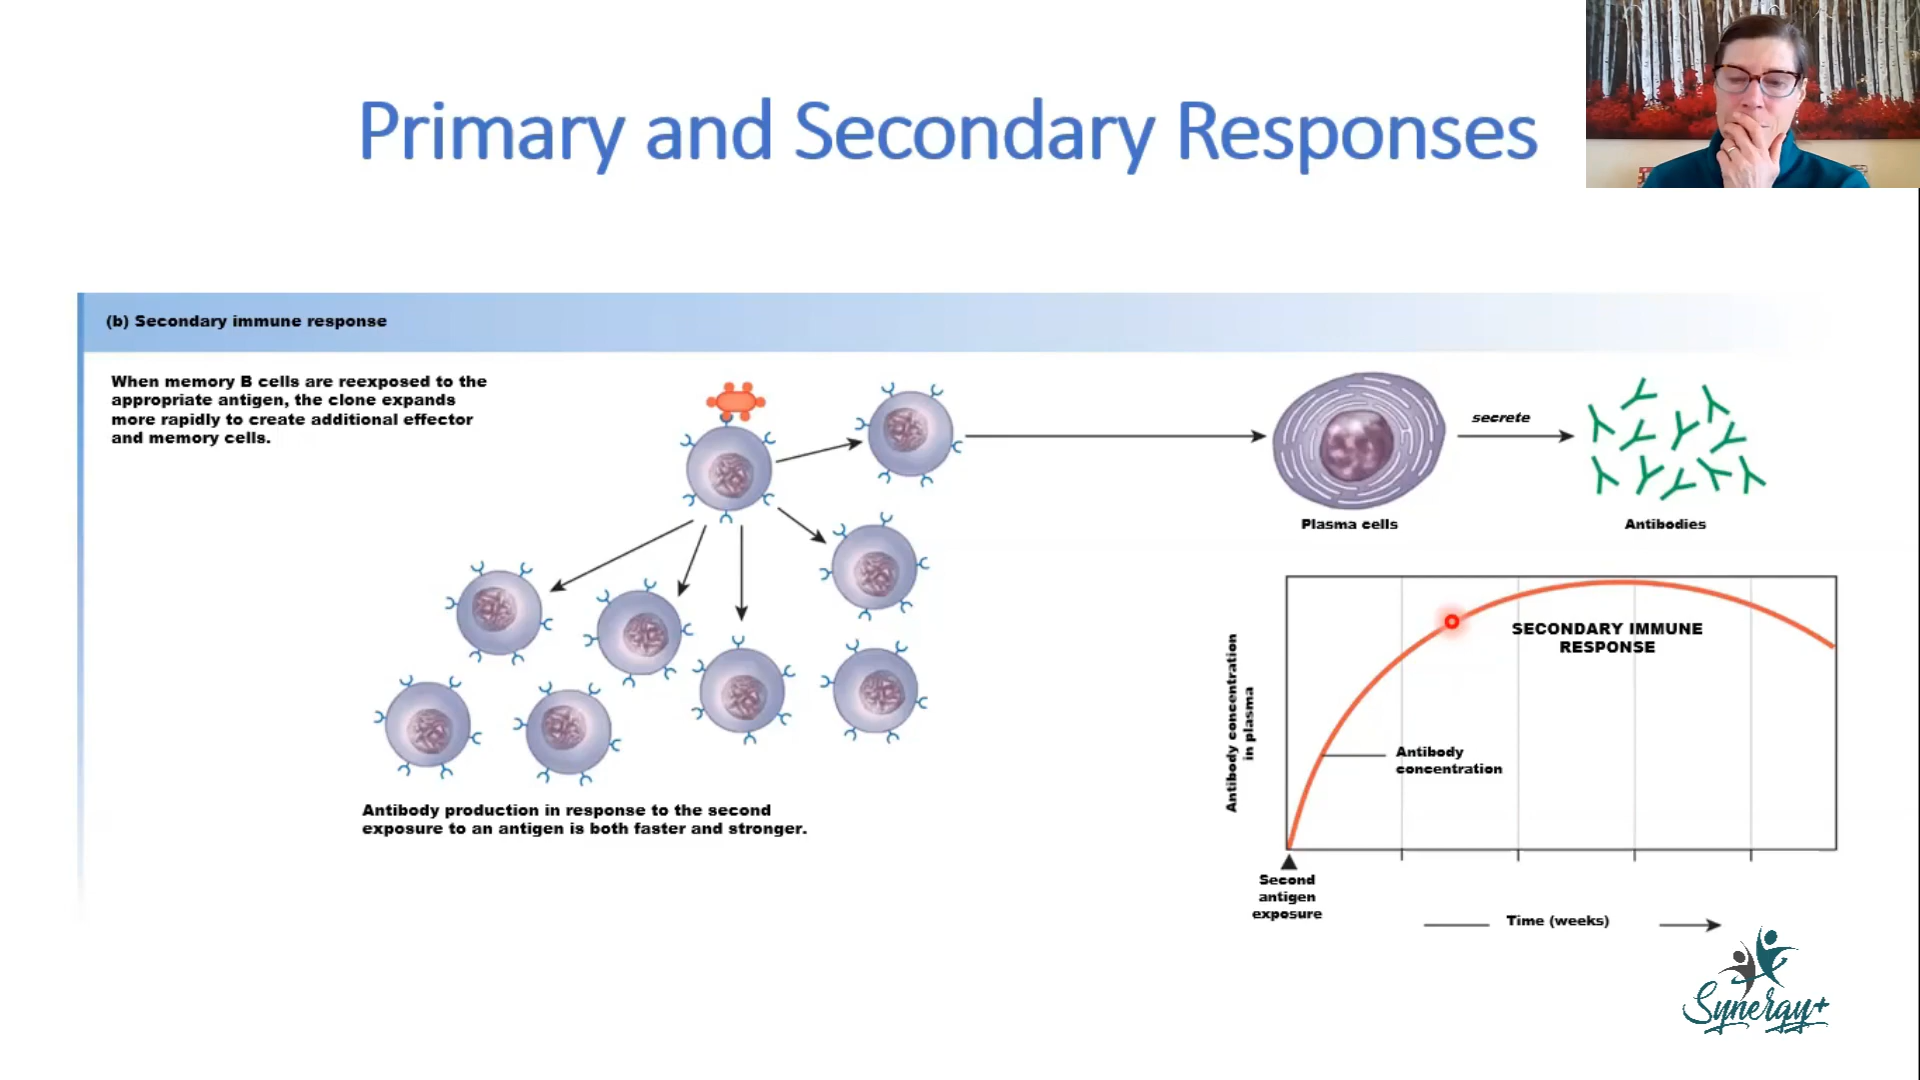 Primary and Secondary Responses
(b) Secondary immune response
When memory B cells are reexposed to the
appropriate antigen, the clone expands
more rapidly to create additional effector
and memory cells.
secrete
Plasma cells
Antibodies
Antibody production in response to the second
exposure to an antigen is both faster and stronger.
Antibody concentration
in plasma
SECONDARY IMMUNE
RESPONSE
Antibody
concentration
Second
antigen
exposure
Time (weeks)
Synergy+